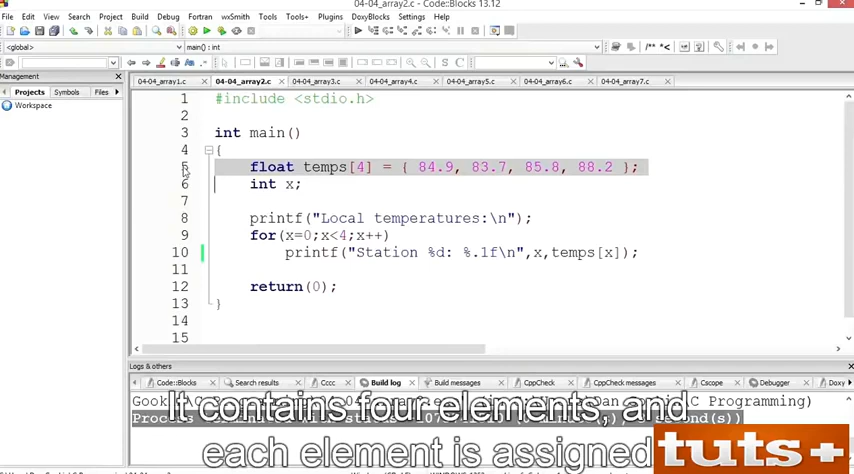 04-04_array2.c - Code::Blocks 13.12
File Edit View Search Project Build Debug Fortran wxSmith Tools Tools+ Plugins DoxyBlocks Settings Help
<global> main() : int
Management
Projects Symbols Files
Workspace
04-04_array1.c 04-04_array2.c 04-04_array3.c 04-04_array4.c 04-04_array5.c 04-04_array6.c 04-04_array7.c
1 #include <stdio.h>
2
3 int main()
4 {
5 float temps[4] = { 84.9, 83.7, 85.8, 88.2 };
6 int x;
7
8 printf("Local temperatures:\n");
9 for(x=0;x<4;x++)
10 printf("Station %d: %.1f\n",x,temps[x]);
11
12 return(0);
13 }
14
15
Logs & others
Code::Blocks Search results Cccc Build log Build messages CppCheck CppCheck messages Cscope Debugger Doxy
It contains four elements, and
each element is assigned
tuts+